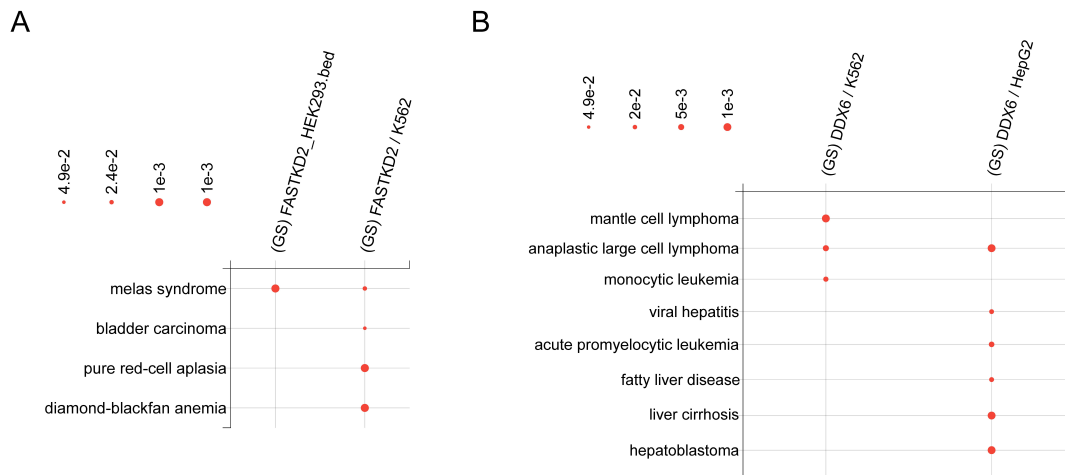 A
4.9e-2
2.4e-2
1e-3
1e-3
(GS) FASTKD2_HEK293.bed
(GS) FASTKD2 / K562
melas syndrome
bladder carcinoma
pure red-cell aplasia
diamond-blackfan anemia
B
4.9e-2
2e-2
5e-3
1e-3
(GS) DDX6 / K562
(GS) DDX6 / HepG2
mantle cell lymphoma
anaplastic large cell lymphoma
monocytic leukemia
viral hepatitis
acute promyelocytic leukemia
fatty liver disease
liver cirrhosis
hepatoblastoma